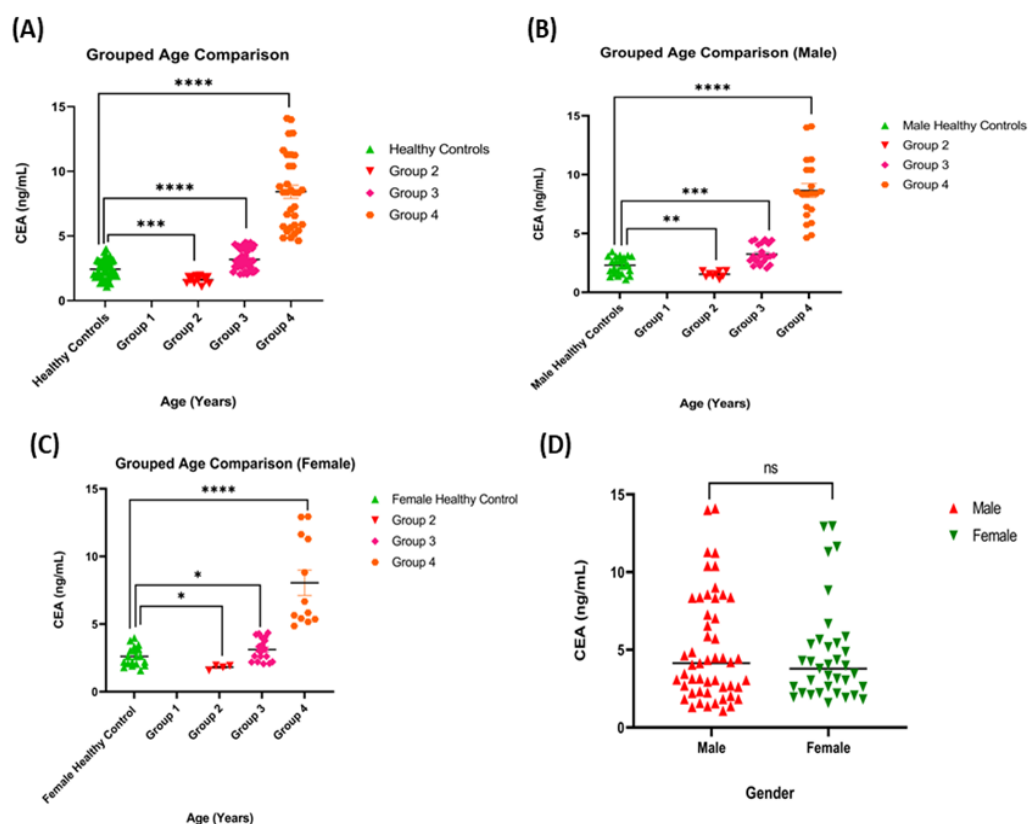 (A)
Grouped Age Comparison
****
****
***
CEA (ng/mL)
15
10
5
0
Healthy Controls
Group 1
Group 2
Group 3
Group 4
Age (Years)
Healthy Controls
Group 2
Group 3
Group 4
(B)
Grouped Age Comparison (Male)
****
***
**
CEA (ng/mL)
15
10
5
0
Male Healthy Controls
Group 1
Group 2
Group 3
Group 4
Age (Years)
Male Healthy Controls
Group 2
Group 3
Group 4
(C)
Grouped Age Comparison (Female)
****
*
*
CEA (ng/mL)
15
10
5
0
Female Healthy Control
Group 1
Group 2
Group 3
Group 4
Age (Years)
Female Healthy Control
Group 2
Group 3
Group 4
(D)
ns
CEA (ng/mL)
15
10
5
0
Male
Female
Gender
Male
Female